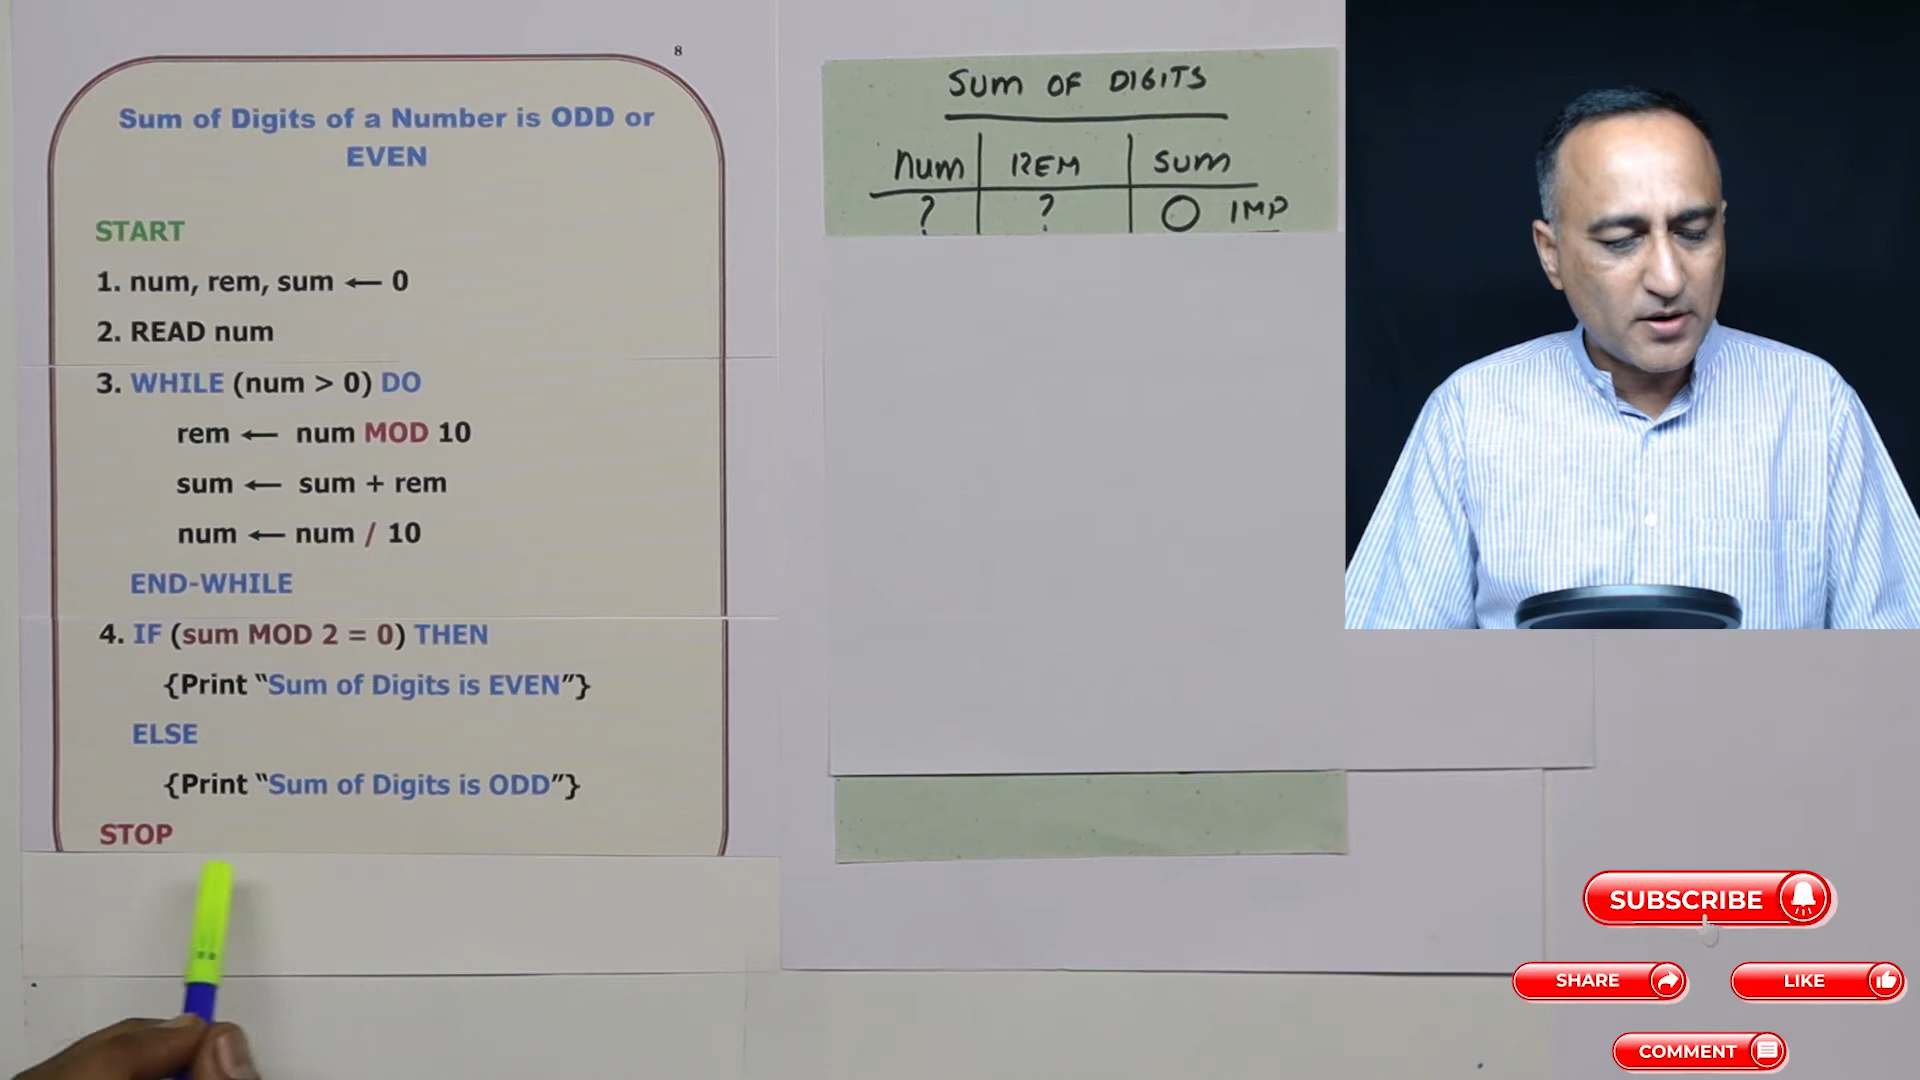 8
Sum of Digits of a Number is ODD or
EVEN
START
1. num, rem, sum ← 0
2. READ num
3. WHILE (num > 0) DO
rem ← num MOD 10
sum ← sum + rem
num ← num / 10
END-WHILE
4. IF (sum MOD 2 = 0) THEN
{Print “Sum of Digits is EVEN”}
ELSE
{Print “Sum of Digits is ODD”}
STOP
SUM OF DIGITS
num REM sum
? ? 0 IMP
SUBSCRIBE
SHARE LIKE
COMMENT